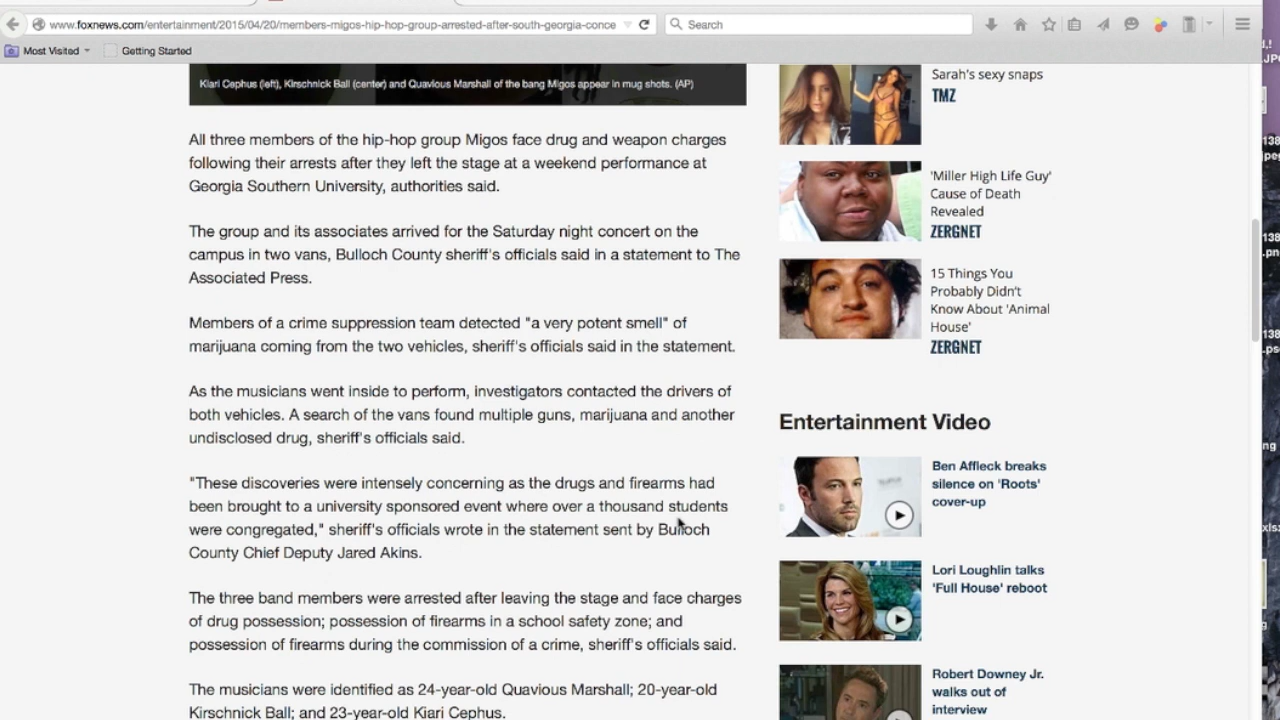 www.foxnews.com/entertainment/2015/04/20/members-migos-hip-hop-group-arrested-after-south-georgia-conce
Search
Most Visited
Getting Started
Kiari Cephus (left), Kirschnick Ball (center) and Quavious Marshall of the bang Migos appear in mug shots. (AP)
All three members of the hip-hop group Migos face drug and weapon charges
following their arrests after they left the stage at a weekend performance at
Georgia Southern University, authorities said.
The group and its associates arrived for the Saturday night concert on the
campus in two vans, Bulloch County sheriff's officials said in a statement to The
Associated Press.
Members of a crime suppression team detected "a very potent smell" of
marijuana coming from the two vehicles, sheriff's officials said in the statement.
As the musicians went inside to perform, investigators contacted the drivers of
both vehicles. A search of the vans found multiple guns, marijuana and another
undisclosed drug, sheriff's officials said.
"These discoveries were intensely concerning as the drugs and firearms had
been brought to a university sponsored event where over a thousand students
were congregated," sheriff's officials wrote in the statement sent by Bulloch
County Chief Deputy Jared Akins.
The three band members were arrested after leaving the stage and face charges
of drug possession; possession of firearms in a school safety zone; and
possession of firearms during the commission of a crime, sheriff's officials said.
The musicians were identified as 24-year-old Quavious Marshall; 20-year-old
Kirschnick Ball; and 23-year-old Kiari Cephus.
Sarah's sexy snaps
TMZ
'Miller High Life Guy'
Cause of Death
Revealed
ZERGNET
15 Things You
Probably Didn't
Know About 'Animal
House'
ZERGNET
Entertainment Video
Ben Affleck breaks
silence on 'Roots'
cover-up
Lori Loughlin talks
'Full House' reboot
Robert Downey Jr.
walks out of
interview